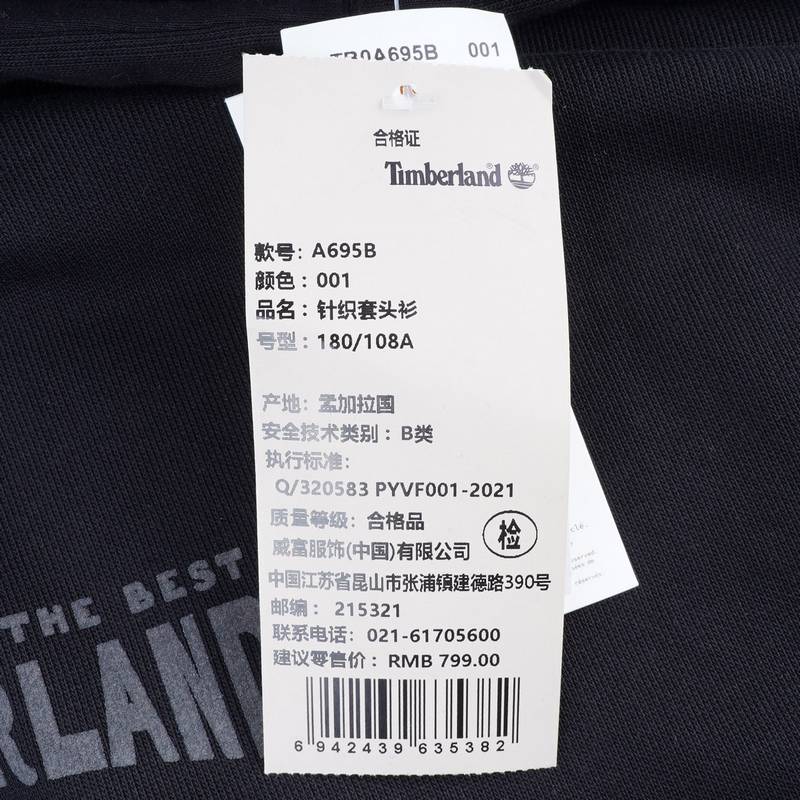 TB0A695B 001
合格证
Timberland
款号：A695B
颜色：001
品名：针织套头衫
号型：180/108A
产地：孟加拉国
安全技术类别：B类
执行标准：
Q/320583 PYVF001-2021
质量等级：合格品
检
威富服饰(中国)有限公司
中国江苏省昆山市张浦镇建德路390号
邮编：215321
联系电话：021-61705600
建议零售价：RMB 799.00
6 942439 635382
THE BEST
RLAND